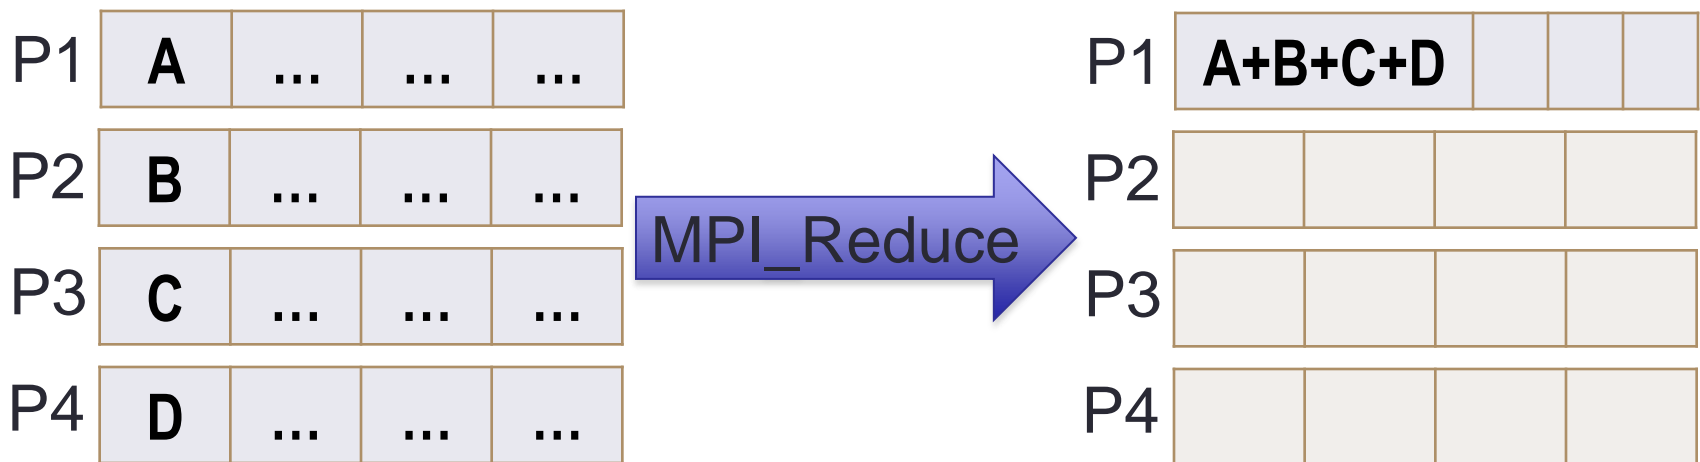 P1 A ... ... ...
P2 B ... ... ...
P3 C ... ... ...
P4 D ... ... ...
MPI_Reduce
P1 A+B+C+D
P2
P3
P4